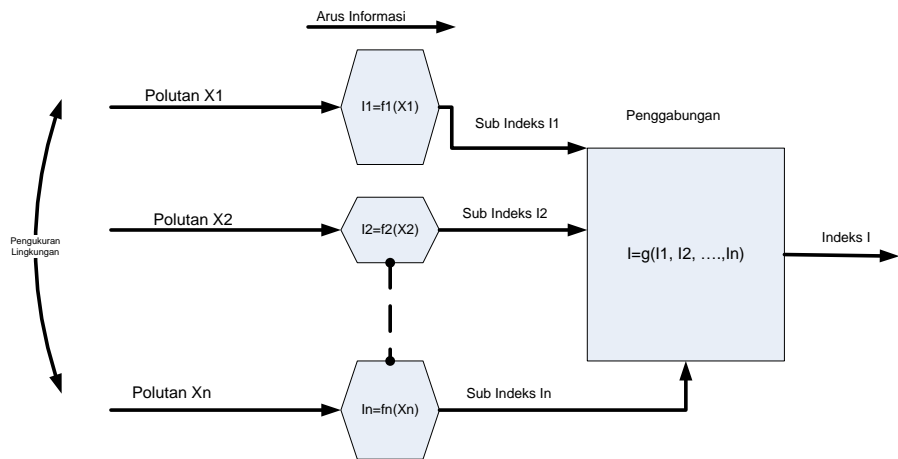 Arus Informasi
Polutan X1
I1=f1(X1)
Sub Indeks I1
Penggabungan
Polutan X2
I2=f2(X2)
Sub Indeks I2
Pengukuran
Lingkungan
I=g(I1, I2, ….,In)
Indeks I
Polutan Xn
In=fn(Xn)
Sub Indeks In